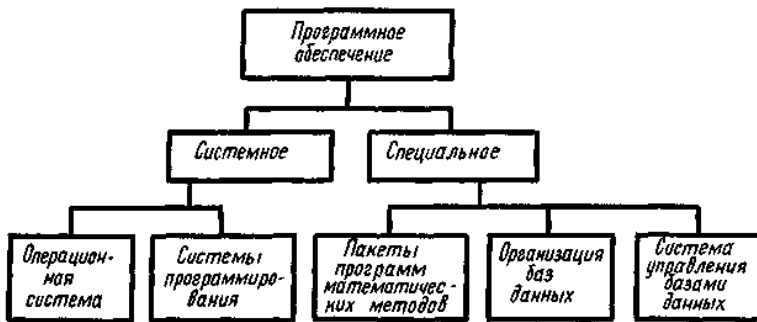 Программное
обеспечение
Системное
Специальное
Операцион-
ная
система
Системы
программиро-
вания
Пакеты
программ
математичес-
ких методов
Организация
баз
данных
Система
управления
базами
данных